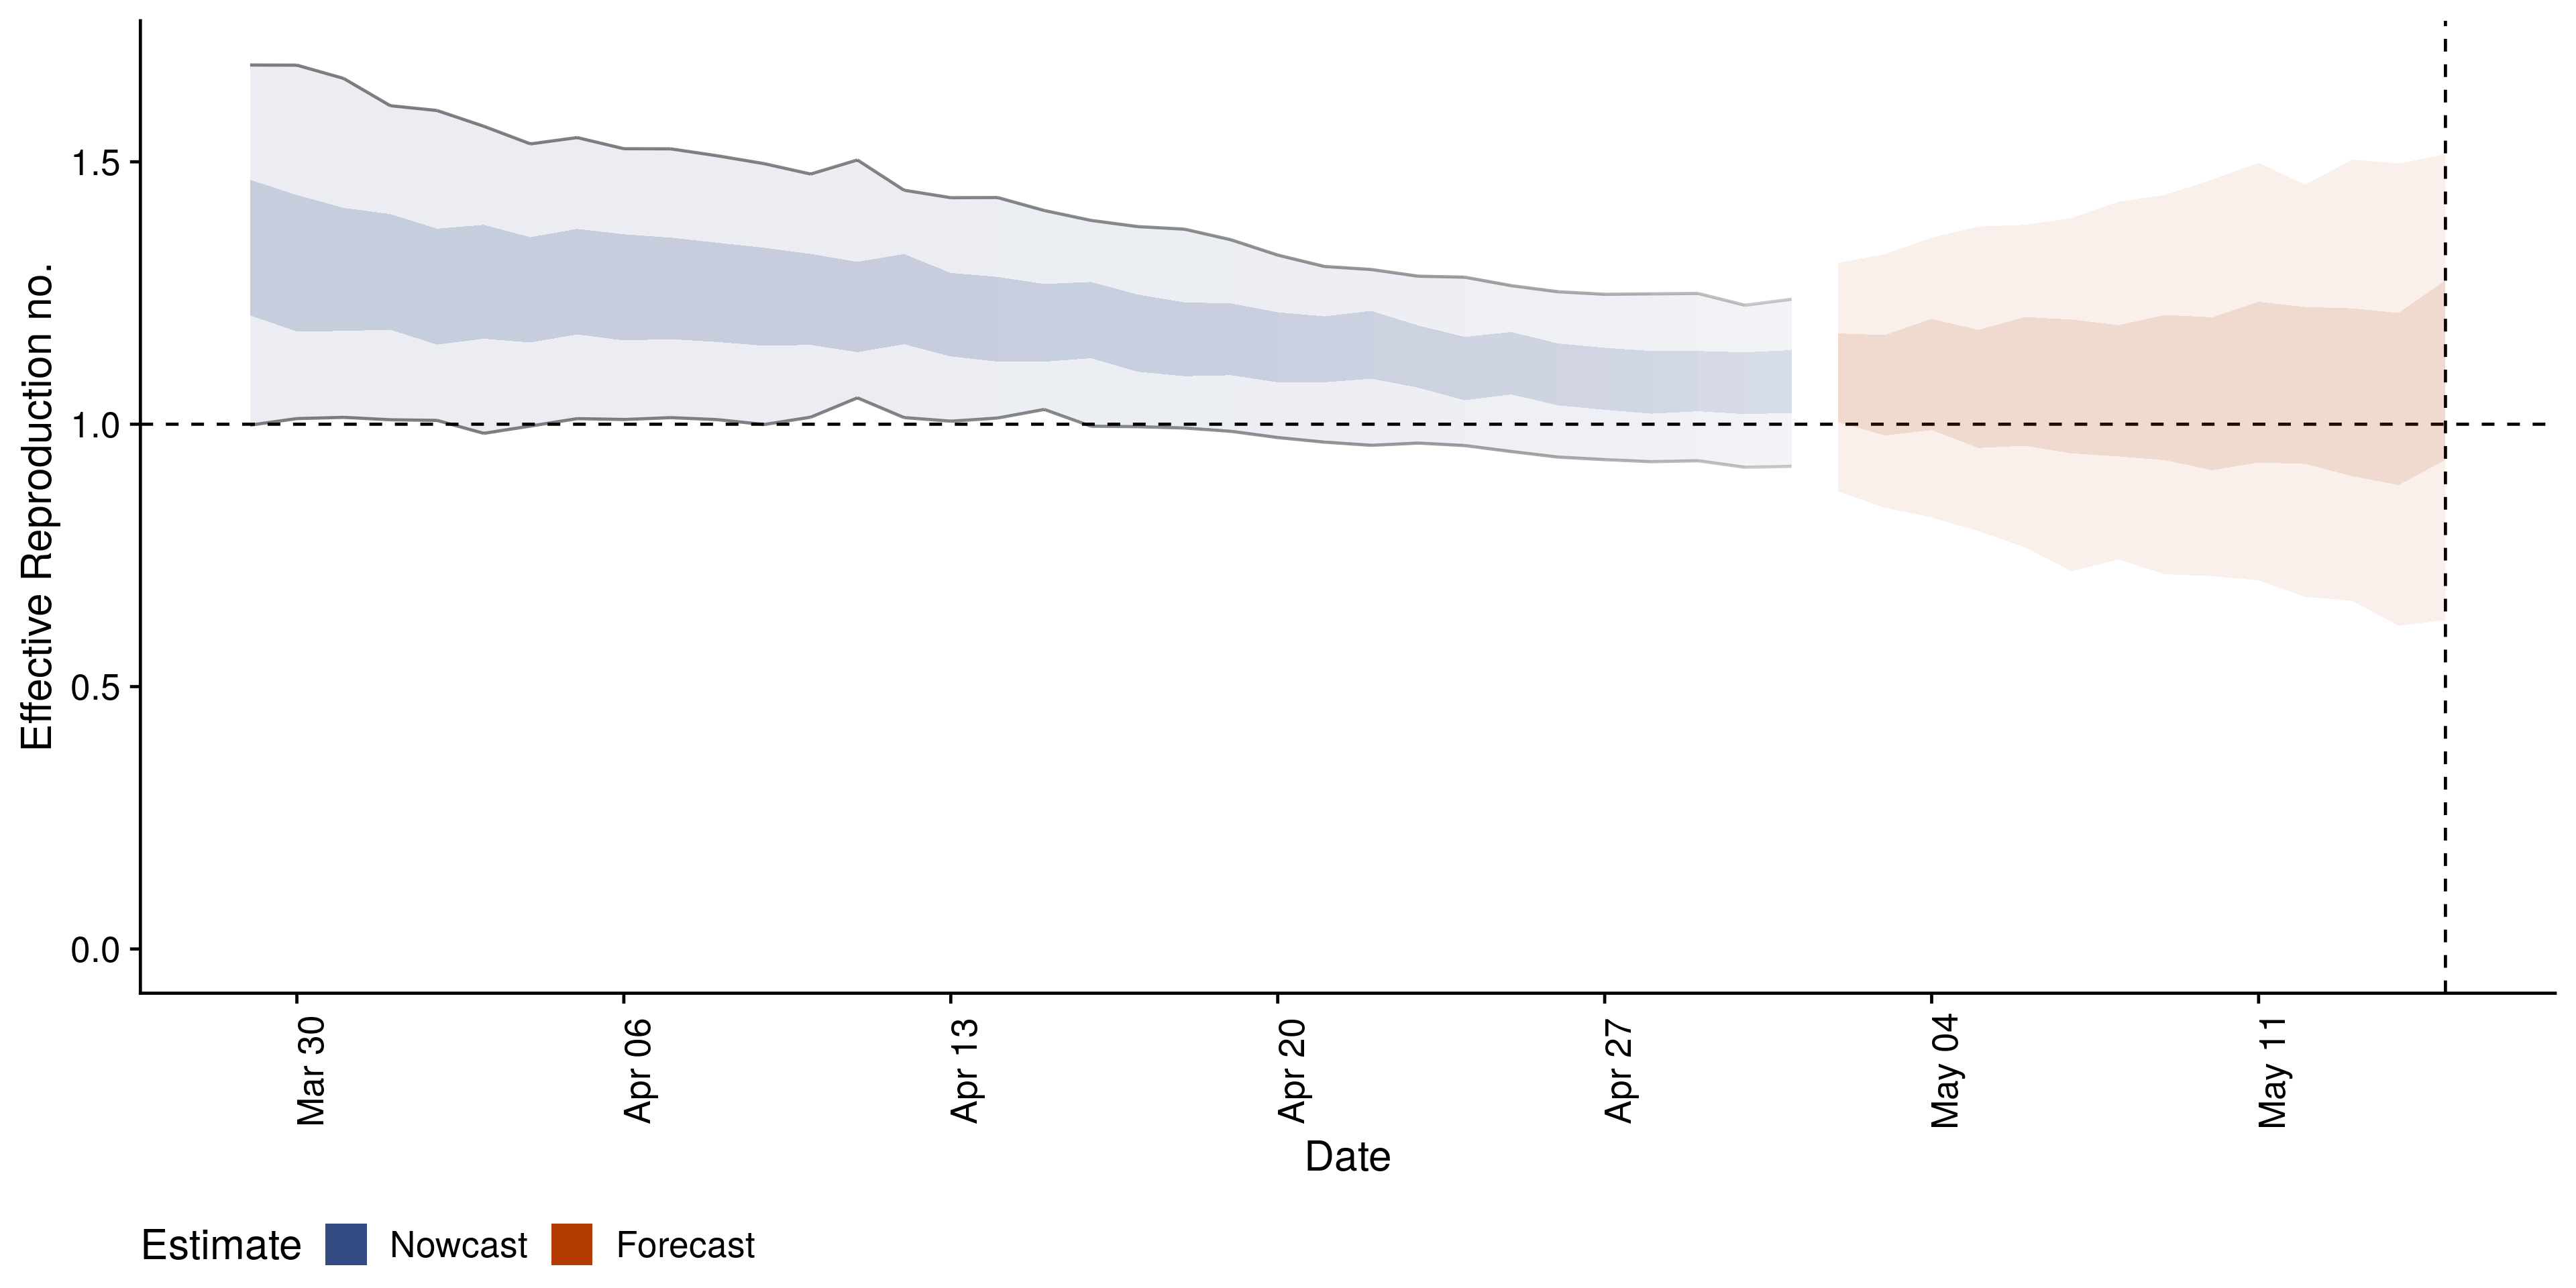 Effective Reproduction no.
1.5
1.0
0.5
0.0
Mar 30
Apr 06
Apr 13
Apr 20
Apr 27
May 04
May 11
Date
Estimate Nowcast Forecast